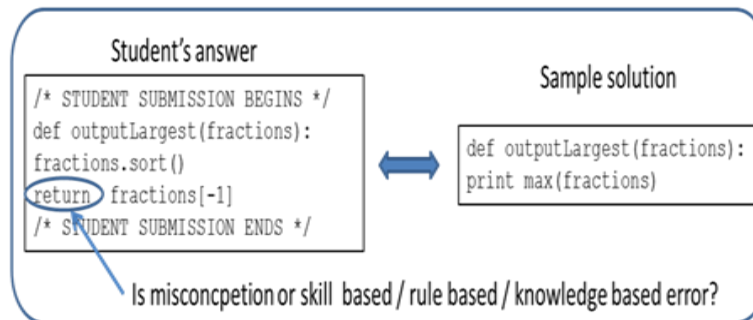 Student's answer
/* STUDENT SUBMISSION BEGINS */
def outputLargest(fractions):
fractions.sort()
return fractions[-1]
/* STUDENT SUBMISSION ENDS */
Sample solution
def outputLargest(fractions):
print max(fractions)
Is misconcpetion or skill based / rule based / knowledge based error?